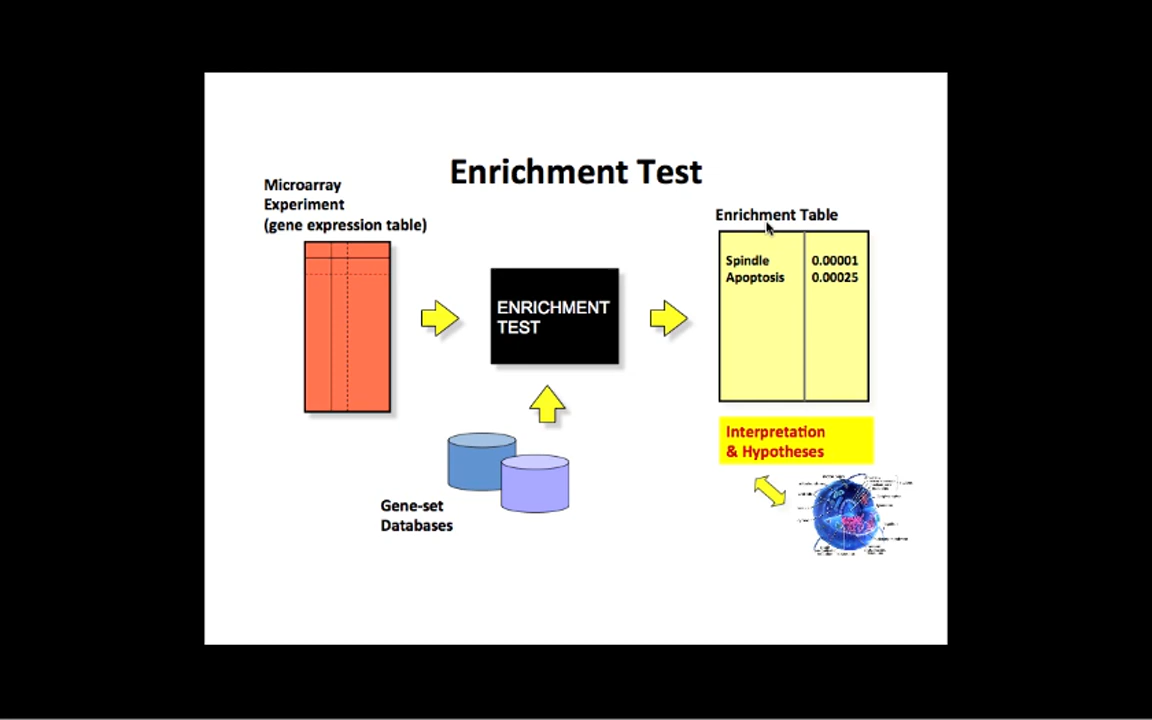 Enrichment Test
Microarray
Experiment
(gene expression table)
Enrichment Table
Spindle 0.00001
Apoptosis 0.00025
ENRICHMENT
TEST
Interpretation
& Hypotheses
Gene-set
Databases